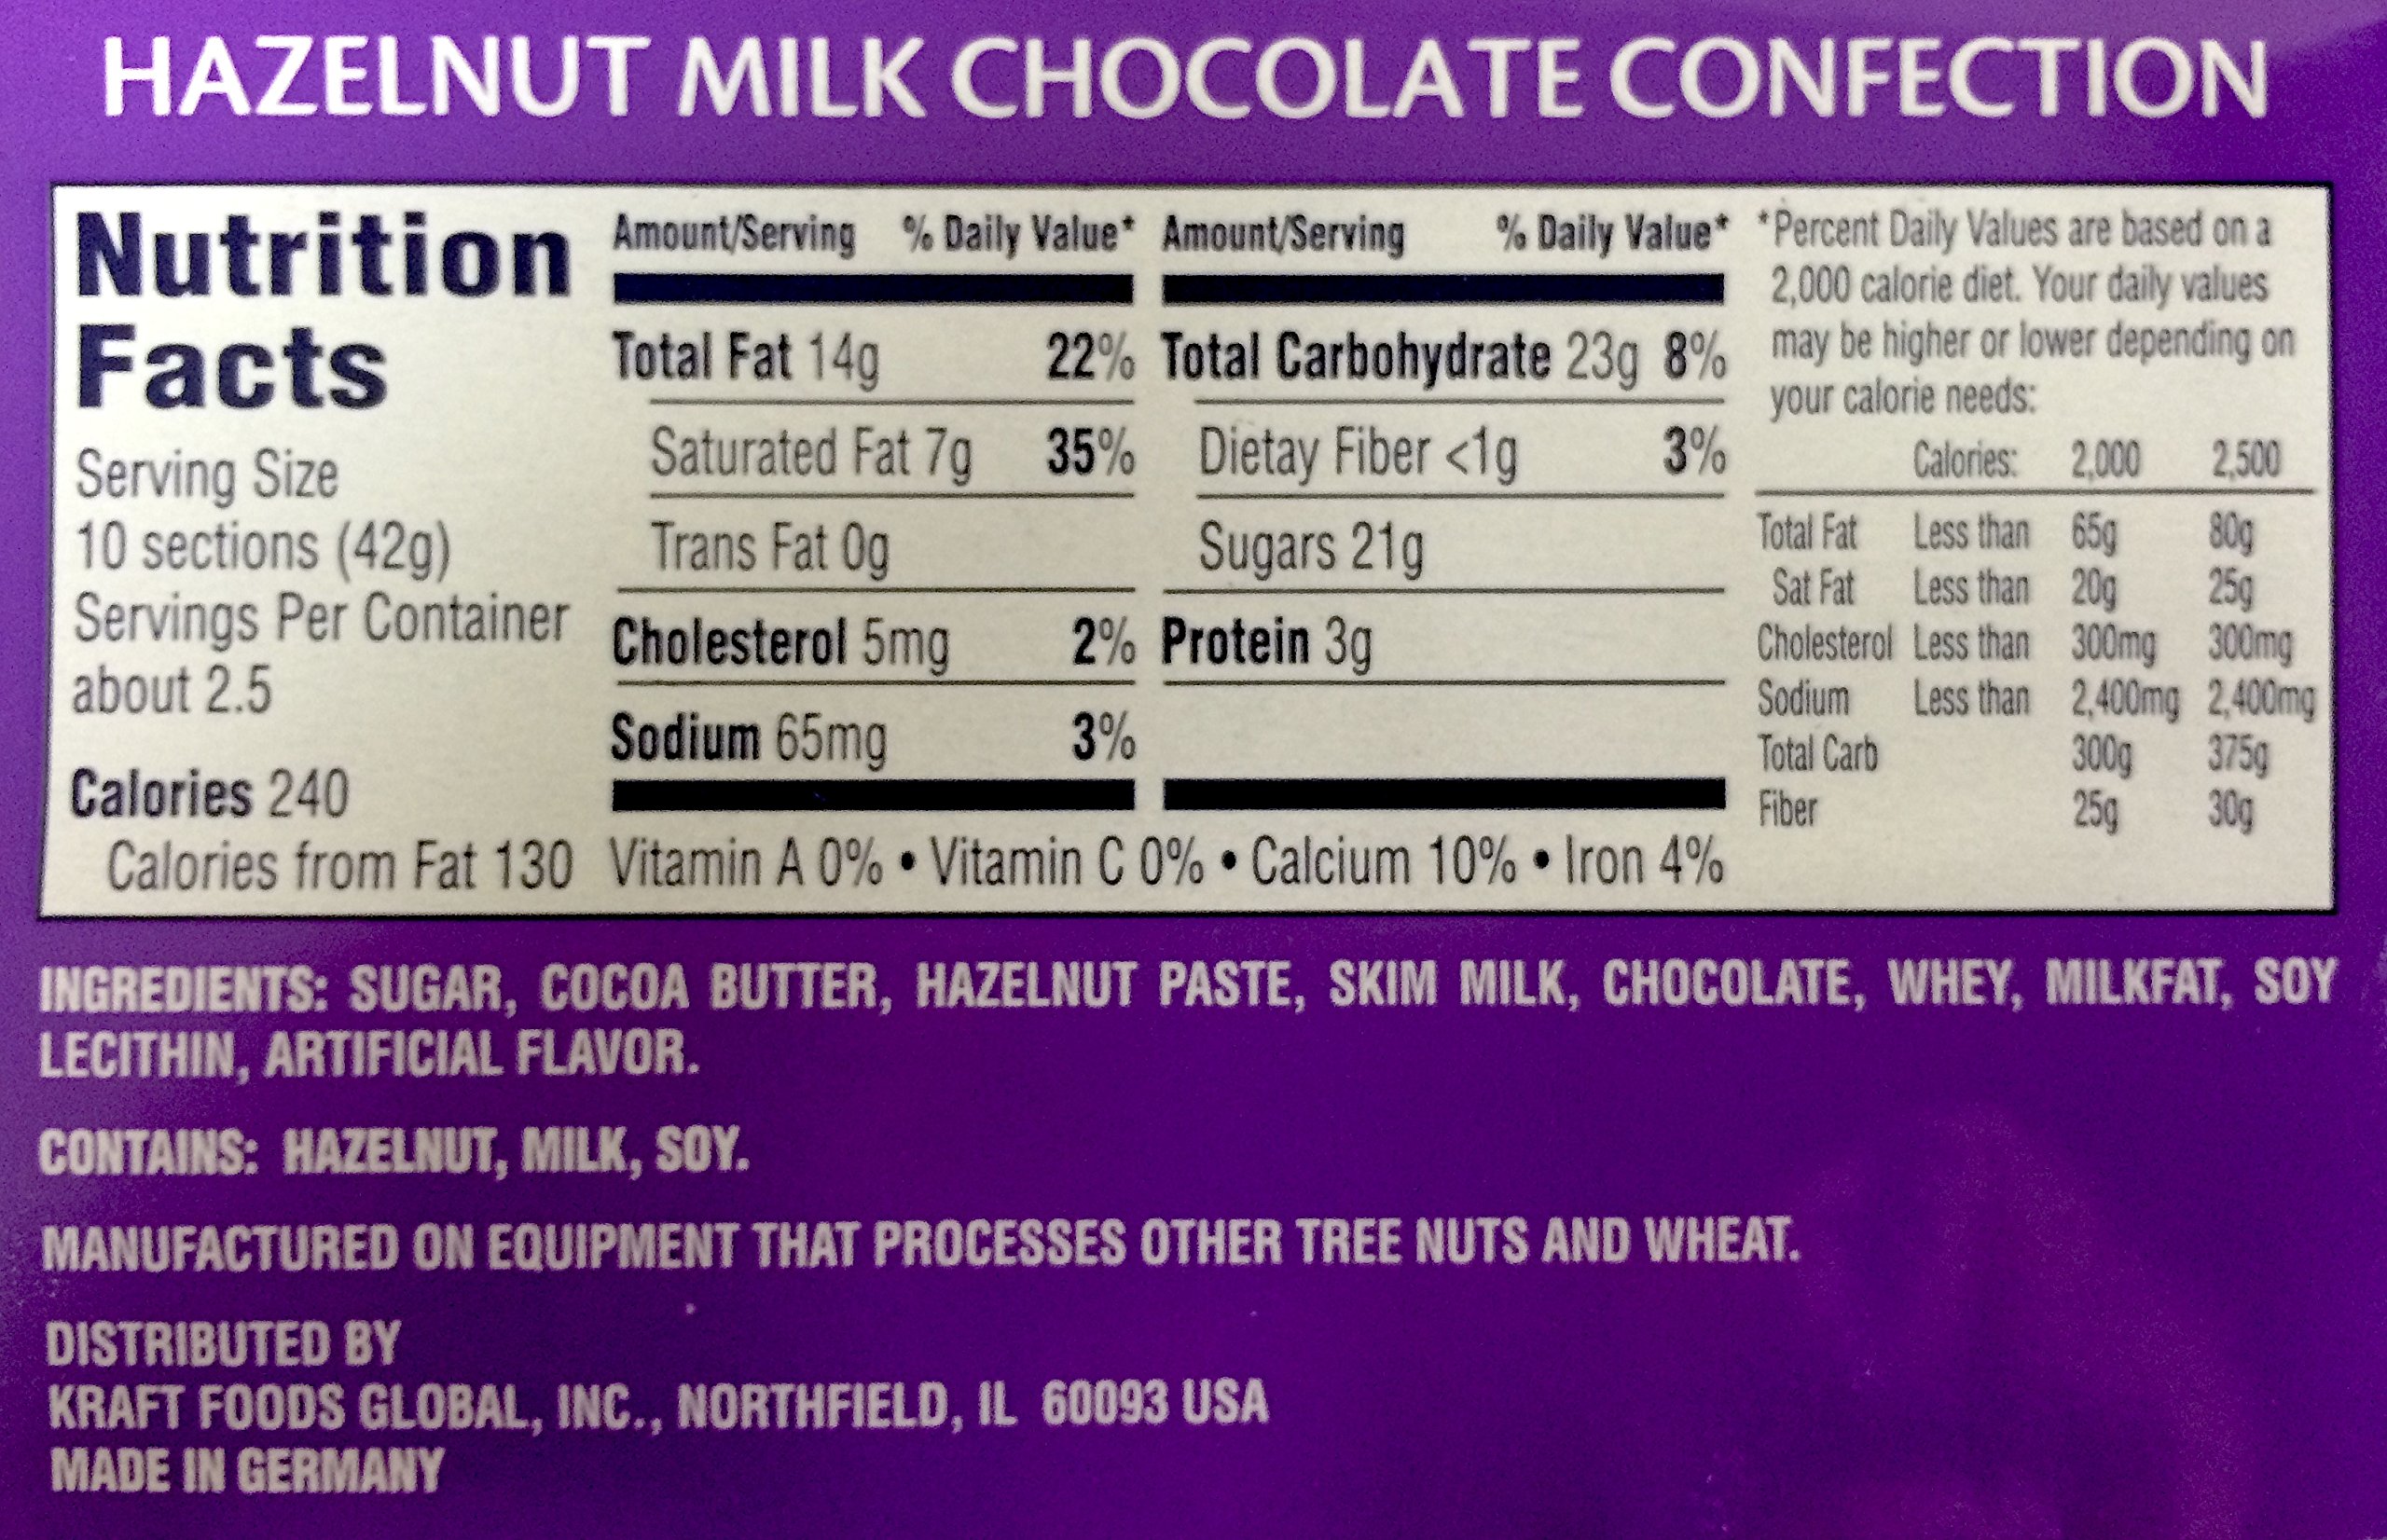 HAZELNUT MILK CHOCOLATE CONFECTION
Nutrition
Facts
Serving Size
10 sections (42g)
Servings Per Container
about 2.5
Calories 240
Calories from Fat 130
Amount/Serving % Daily Value*
Total Fat 14g 22%
Saturated Fat 7g 35%
Trans Fat 0g
Cholesterol 5mg 2%
Sodium 65mg 3%
Amount/Serving % Daily Value*
Total Carbohydrate 23g 8%
Dietay Fiber <1g 3%
Sugars 21g
Protein 3g
Vitamin A 0% • Vitamin C 0% • Calcium 10% • Iron 4%
*Percent Daily Values are based on a
2,000 calorie diet. Your daily values
may be higher or lower depending on
your calorie needs:
Calories: 2,000 2,500
Total Fat Less than 65g 80g
Sat Fat Less than 20g 25g
Cholesterol Less than 300mg 300mg
Sodium Less than 2,400mg 2,400mg
Total Carb 300g 375g
Fiber 25g 30g
INGREDIENTS: SUGAR, COCOA BUTTER, HAZELNUT PASTE, SKIM MILK, CHOCOLATE, WHEY, MILKFAT, SOY
LECITHIN, ARTIFICIAL FLAVOR.
CONTAINS: HAZELNUT, MILK, SOY.
MANUFACTURED ON EQUIPMENT THAT PROCESSES OTHER TREE NUTS AND WHEAT.
DISTRIBUTED BY
KRAFT FOODS GLOBAL, INC., NORTHFIELD, IL 60093 USA
MADE IN GERMANY